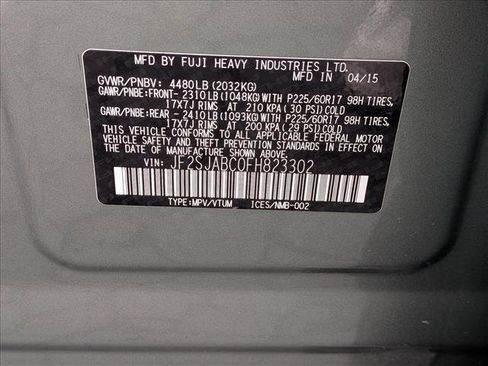 MFD BY FUJI HEAVY INDUSTRIES LTD.
MFD IN 04/15
GVWR/PNBV: 4480LB(2032KG)
GAWR/PNBE:FRONT-2310LB(1048KG)WITH P225/60R17 98H TIRES,
17X7J RIMS AT 210 KPA(30 PSI)COLD
GAWR/PNBE:REAR -2410LB(1093KG)WITH P225/60R17 98H TIRES,
17X7J RIMS AT 200 KPA(29 PSI)COLD
THIS VEHICLE CONFORMS TO ALL APPLICABLE FEDERAL MOTOR
VEHICLE SAFETY AND THEFT PREVENTION STANDARDS IN EFFECT ON
DATE OF MANUFACTURE SHOWN ABOVE.
VIN: JF2SJABC0FH823302
TYPE:MPV/VTUM ICES/NMB-002